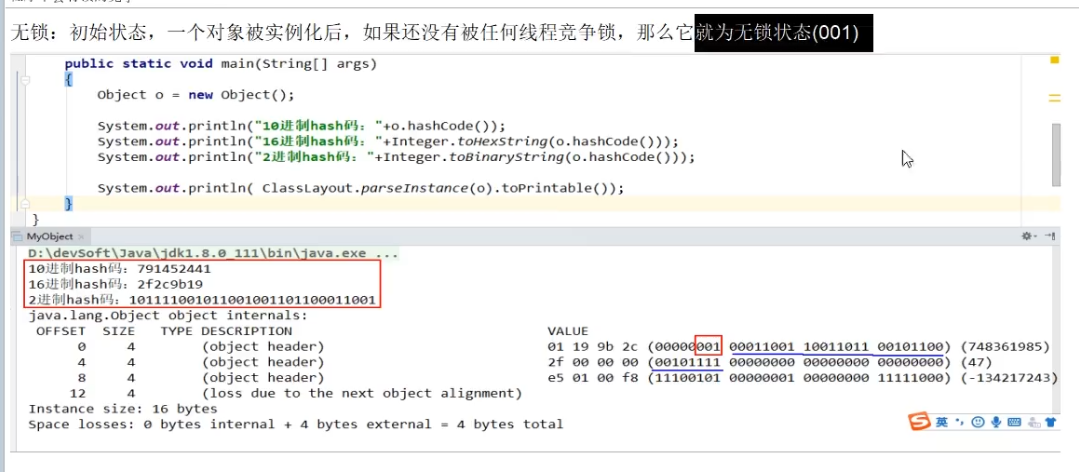 无锁：初始状态，一个对象被实例化后，如果还没有被任何线程竞争锁，那么它就为无锁状态(001)
public static void main(String[] args)
{
Object o = new Object();
System.out.println("10进制hash码："+o.hashCode());
System.out.println("16进制hash码："+Integer.toHexString(o.hashCode()));
System.out.println("2进制hash码："+Integer.toBinaryString(o.hashCode()));
System.out.println( ClassLayout.parseInstance(o).toPrintable());
}
}
MyObject
D:\devSoft\Java\jdk1.8.0_111\bin\java.exe ...
10进制hash码：791452441
16进制hash码：2f2c9b19
2进制hash码：101111001011001001101100011001
java.lang.Object object internals:
OFFSET SIZE TYPE DESCRIPTION VALUE
0 4 (object header) 01 19 9b 2c (00000001 00011001 10011011 00101100) (748361985)
4 4 (object header) 2f 00 00 00 (00101111 00000000 00000000 00000000) (47)
8 4 (object header) e5 01 00 f8 (11100101 00000001 00000000 11111000) (-134217243)
12 4 (loss due to the next object alignment)
Instance size: 16 bytes
Space losses: 0 bytes internal + 4 bytes external = 4 bytes total
S 英